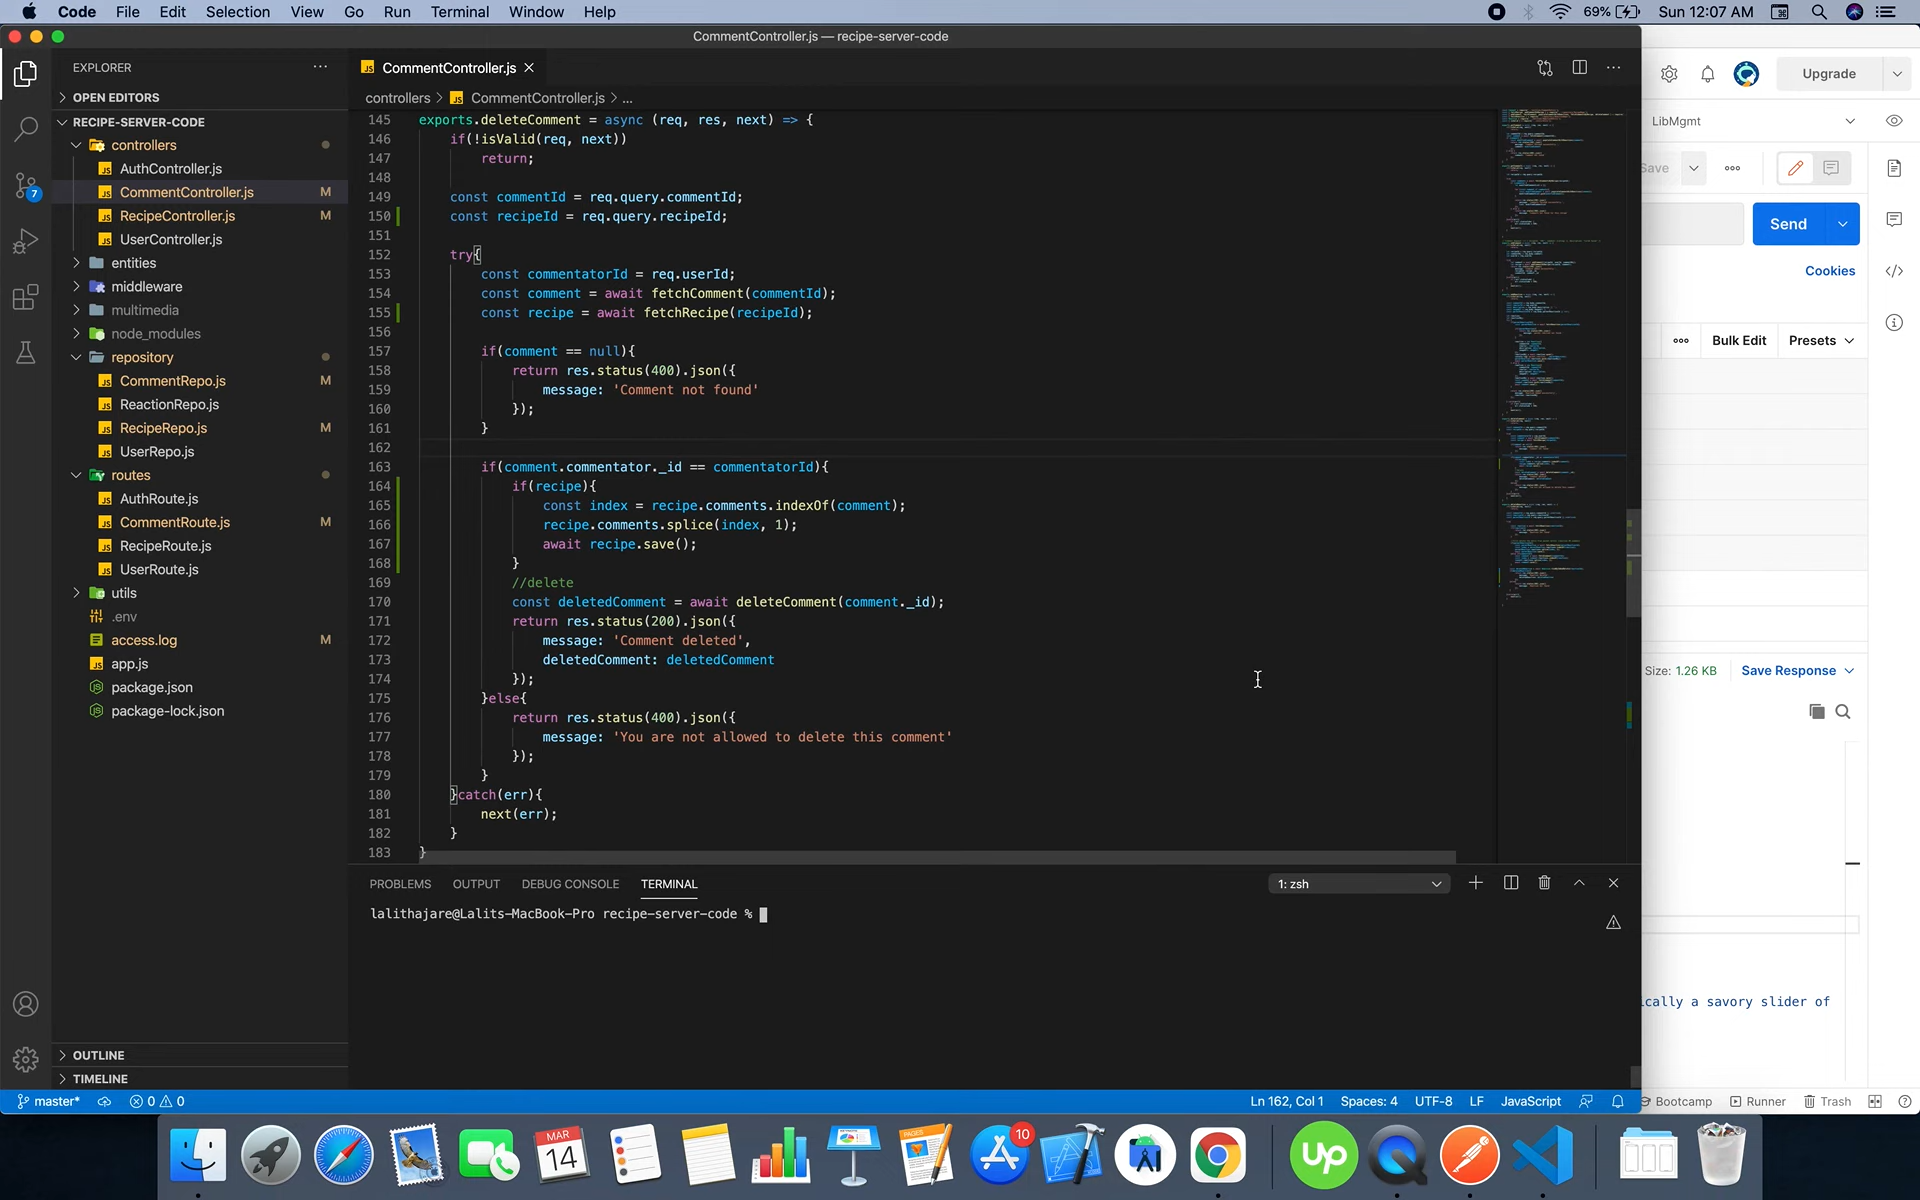 Code File Edit Selection View Go Run Terminal Window Help
69% Sun 12:07 AM
CommentController.js — recipe-server-code
EXPLORER
OPEN EDITORS
RECIPE-SERVER-CODE
controllers
AuthController.js
CommentController.js M
RecipeController.js M
UserController.js
entities
middleware
multimedia
node_modules
repository
CommentRepo.js M
ReactionRepo.js
RecipeRepo.js M
UserRepo.js
routes
AuthRoute.js
CommentRoute.js M
RecipeRoute.js
UserRoute.js
utils
.env
access.log M
app.js
package.json
package-lock.json
OUTLINE
TIMELINE
7
CommentController.js
controllers > CommentController.js > ...
145 exports.deleteComment = async (req, res, next) => {
146 if(!isValid(req, next))
147 return;
148
149 const commentId = req.query.commentId;
150 const recipeId = req.query.recipeId;
151
152 try{
153 const commentatorId = req.userId;
154 const comment = await fetchComment(commentId);
155 const recipe = await fetchRecipe(recipeId);
156
157 if(comment == null){
158 return res.status(400).json({
159 message: 'Comment not found'
160 });
161 }
162
163 if(comment.commentator._id == commentatorId){
164 if(recipe){
165 const index = recipe.comments.indexOf(comment);
166 recipe.comments.splice(index, 1);
167 await recipe.save();
168 }
169 //delete
170 const deletedComment = await deleteComment(comment._id);
171 return res.status(200).json({
172 message: 'Comment deleted',
173 deletedComment: deletedComment
174 });
175 }else{
176 return res.status(400).json({
177 message: 'You are not allowed to delete this comment'
178 });
179 }
180 }catch(err){
181 next(err);
182 }
183 }
PROBLEMS OUTPUT DEBUG CONSOLE TERMINAL
1: zsh
lalithajare@Lalits-MacBook-Pro recipe-server-code %
master* 0 0
Ln 162, Col 1 Spaces: 4 UTF-8 LF JavaScript
Upgrade
LibMgmt
Save
Send
Cookies
Bulk Edit Presets
Size: 1.26 KB Save Response
ically a savory slider of
Bootcamp Runner Trash
MAR
14
PAGES
10
Up